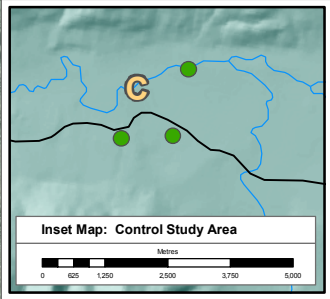 C
Inset Map: Control Study Area
Metres
0 625 1,250 2,500 3,750 5,000